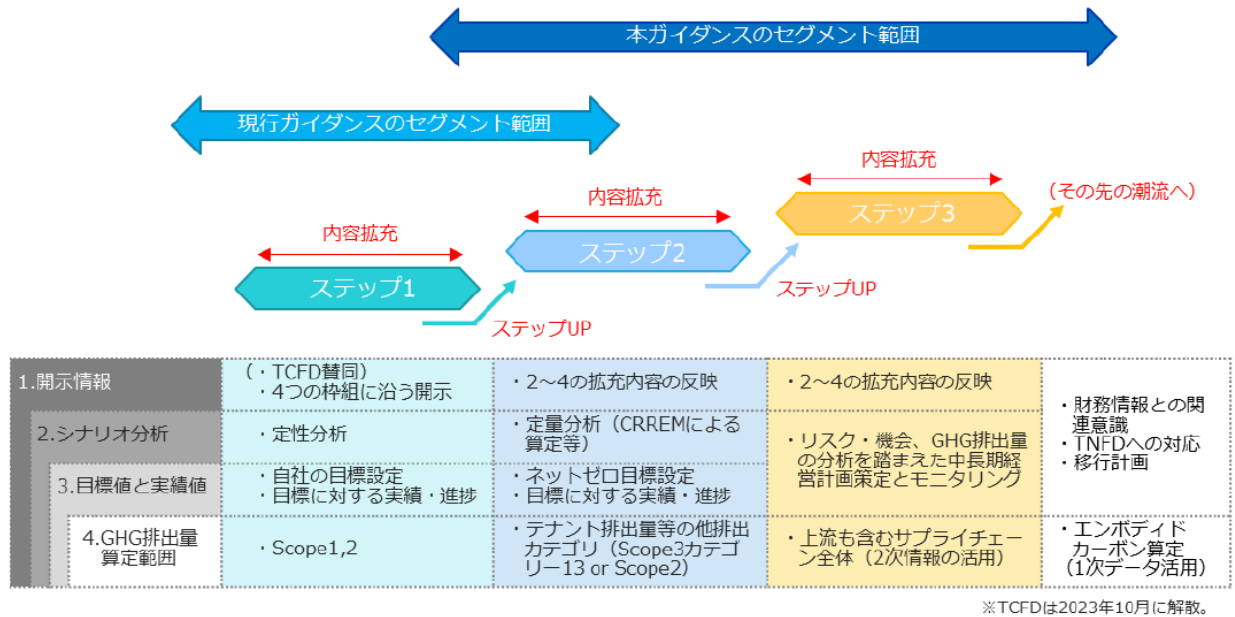 本ガイダンスのセグメント範囲
現行ガイダンスのセグメント範囲
内容拡充
ステップ3
(その先の潮流へ)
内容拡充
ステップ2
ステップUP
内容拡充
ステップ1
ステップUP
1.開示情報
(・TCFD賛同)
・4つの枠組に沿う開示
・2～4の拡充内容の反映
・2～4の拡充内容の反映
・財務情報との関
連意識
・TNFDへの対応
・移行計画
2.シナリオ分析
・定性分析
・定量分析（CRREMによる
算定等）
・リスク・機会、GHG排出量
の分析を踏まえた中長期経
営計画策定とモニタリング
3.目標値と実績値
・自社の目標設定
・目標に対する実績・進捗
・ネットゼロ目標設定
・目標に対する実績・進捗
4.GHG排出量
算定範囲
・Scope1,2
・テナント排出量等の他排出
カテゴリ（Scope3カテゴ
リー13 or Scope2）
・上流も含むサプライチェー
ン全体（2次情報の活用）
・エンボディド
カーボン算定
（1次データ活用）
※TCFDは2023年10月に解散。